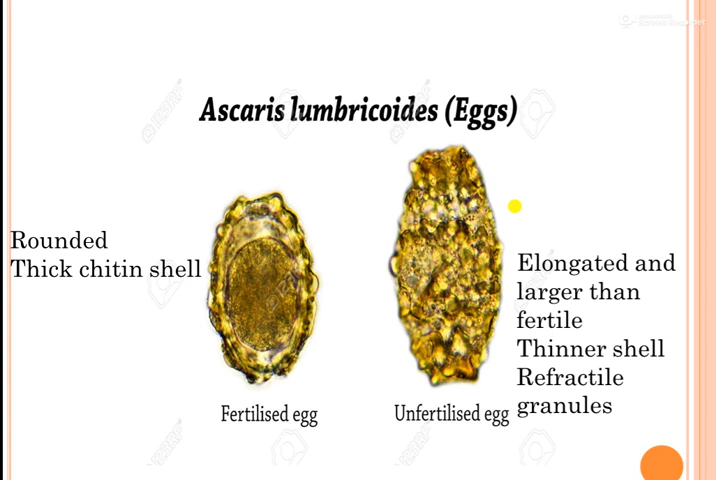 Ascaris lumbricoides (Eggs)
Rounded
Thick chitin shell
Elongated and
larger than
fertile
Thinner shell
Refractile
granules
Fertilised egg
Unfertilised egg